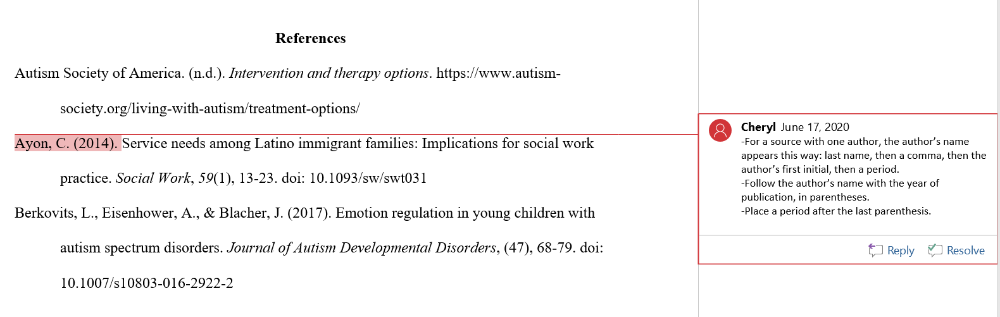 References
Autism Society of America. (n.d.). Intervention and therapy options. https://www.autism-
society.org/living-with-autism/treatment-options/
Ayon, C. (2014). Service needs among Latino immigrant families: Implications for social work
practice. Social Work, 59(1), 13-23. doi: 10.1093/sw/swt031
Berkovits, L., Eisenhower, A., & Blacher, J. (2017). Emotion regulation in young children with
autism spectrum disorders. Journal of Autism Developmental Disorders, (47), 68-79. doi:
10.1007/s10803-016-2922-2
Cheryl June 17, 2020
-For a source with one author, the author’s name
appears this way: last name, then a comma, then the
author’s first initial, then a period.
-Follow the author’s name with the year of
publication, in parentheses.
-Place a period after the last parenthesis.
Reply Resolve